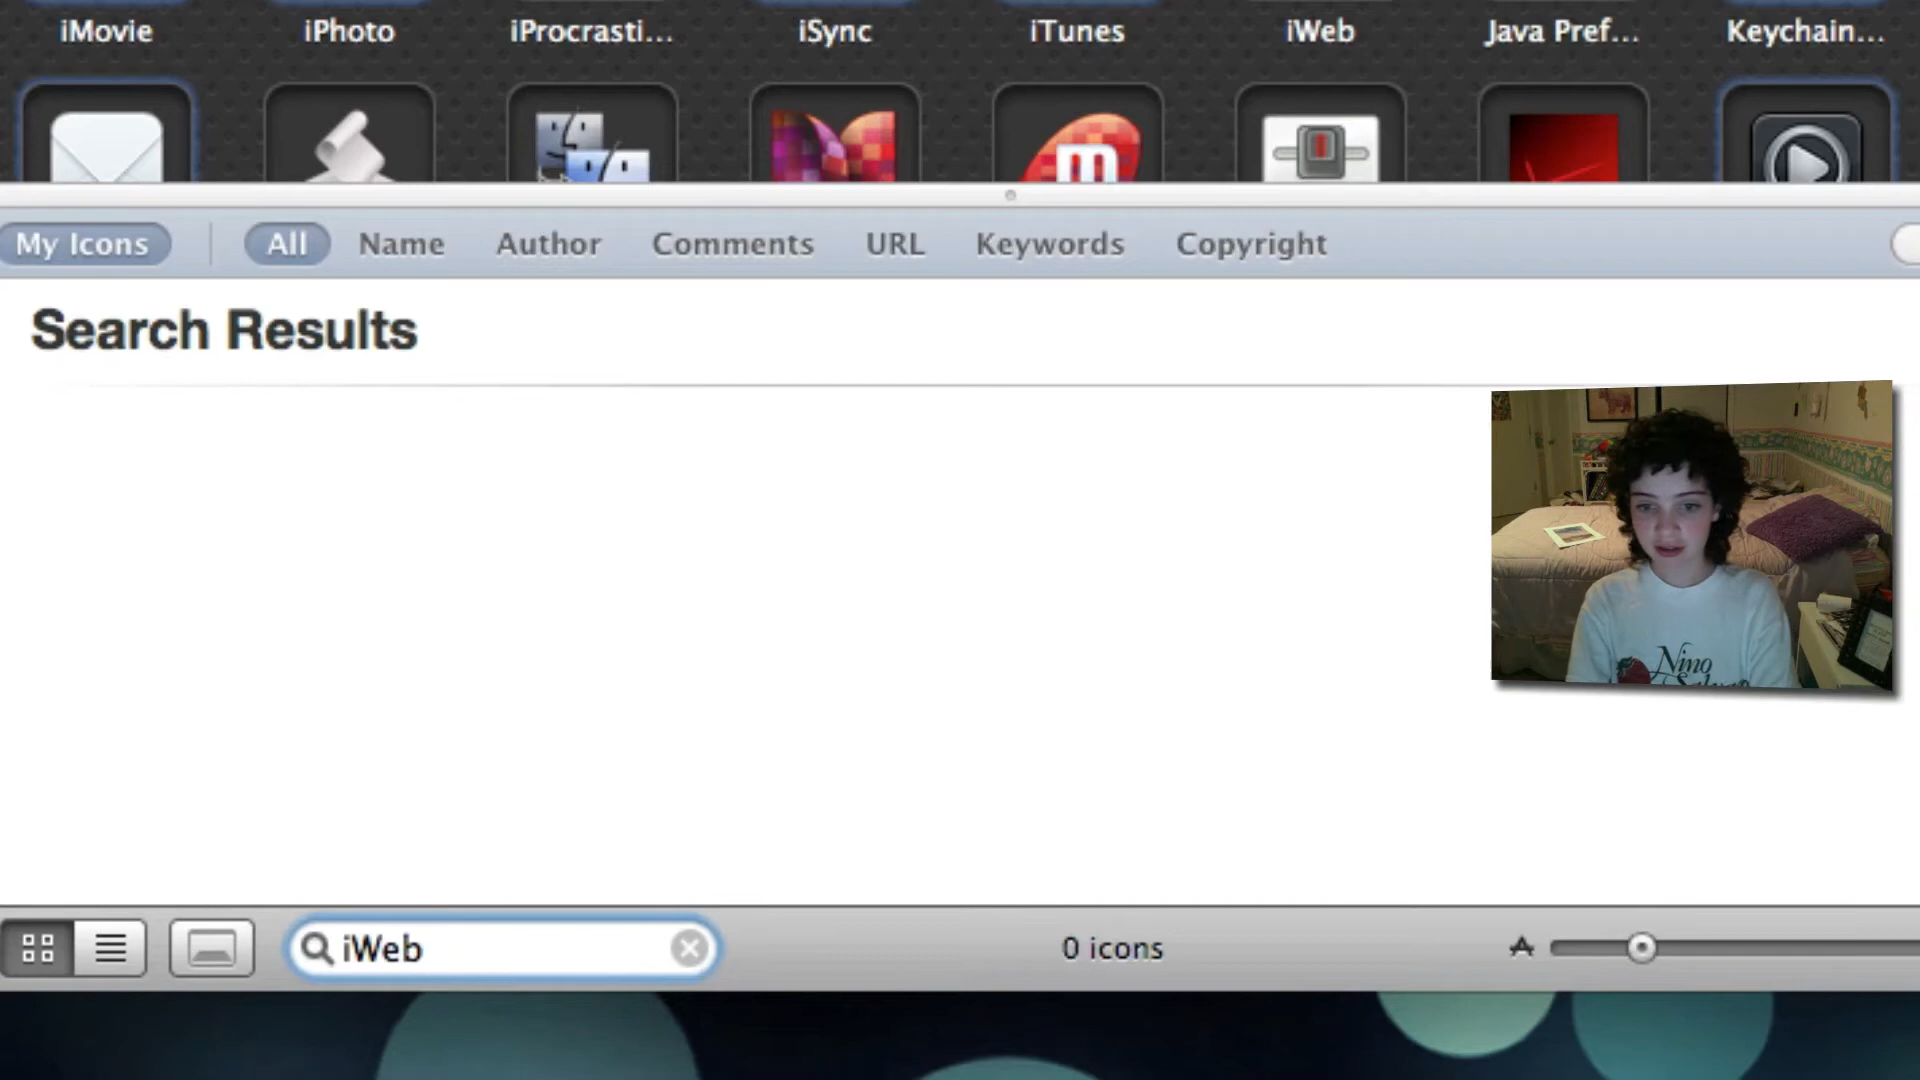 iMovie
iPhoto
iProcrasti...
iSync
iTunes
iWeb
Java Pref...
Keychain...
m
My Icons
All
Name
Author
Comments
URL
Keywords
Copyright
Search Results
Nino
iWeb
0 icons